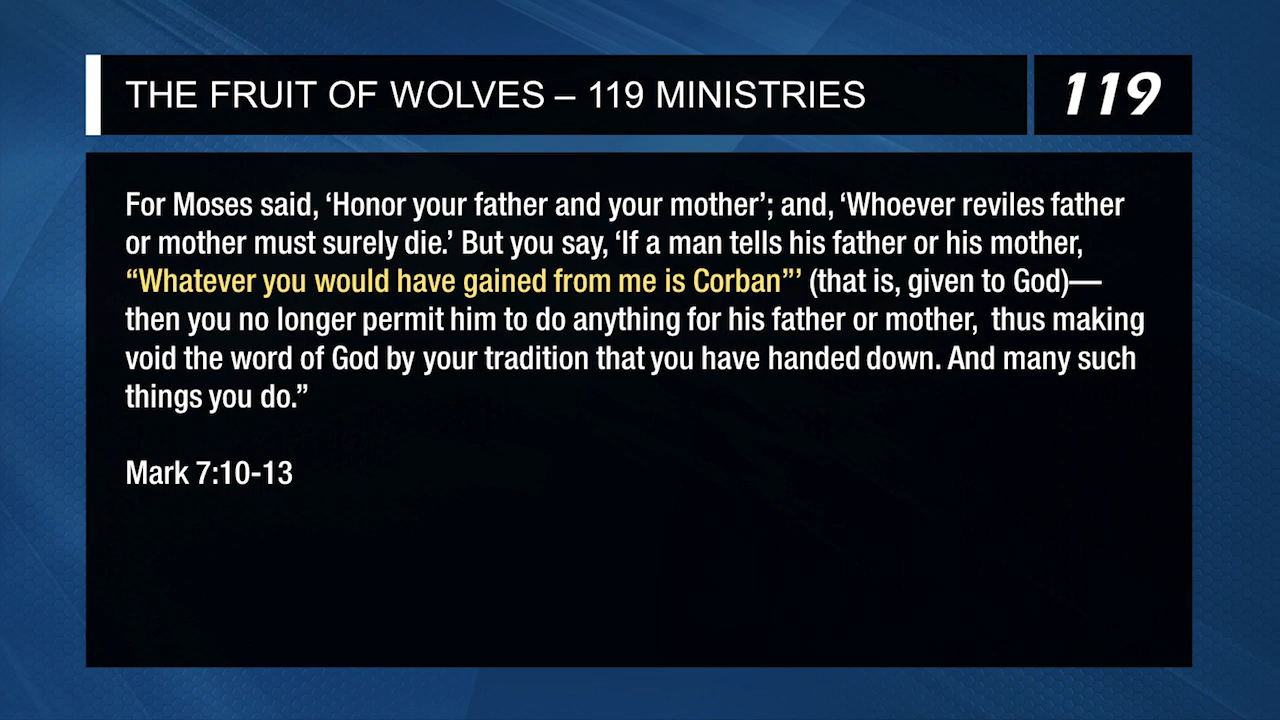 THE FRUIT OF WOLVES – 119 MINISTRIES
119
For Moses said, ‘Honor your father and your mother’; and, ‘Whoever reviles father
or mother must surely die.’ But you say, ‘If a man tells his father or his mother,
“Whatever you would have gained from me is Corban”’ (that is, given to God)—
then you no longer permit him to do anything for his father or mother, thus making
void the word of God by your tradition that you have handed down. And many such
things you do.”
Mark 7:10-13